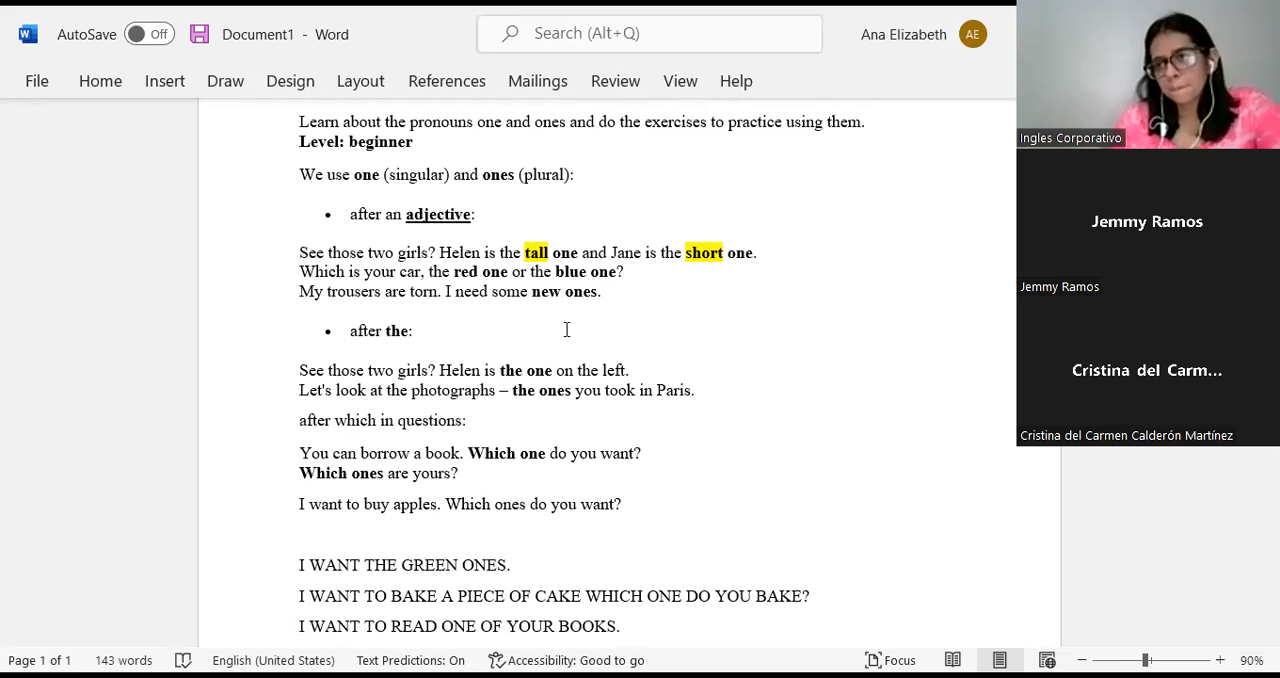 AutoSave Off Document1 - Word Search (Alt+Q) Ana Elizabeth AE
File Home Insert Draw Design Layout References Mailings Review View Help
Learn about the pronouns one and ones and do the exercises to practice using them.
Level: beginner
We use one (singular) and ones (plural):
• after an adjective:
See those two girls? Helen is the tall one and Jane is the short one.
Which is your car, the red one or the blue one?
My trousers are torn. I need some new ones.
• after the:
See those two girls? Helen is the one on the left.
Let's look at the photographs – the ones you took in Paris.
after which in questions:
You can borrow a book. Which one do you want?
Which ones are yours?
I want to buy apples. Which ones do you want?
I WANT THE GREEN ONES.
I WANT TO BAKE A PIECE OF CAKE WHICH ONE DO YOU BAKE?
I WANT TO READ ONE OF YOUR BOOKS.
Page 1 of 1 143 words English (United States) Text Predictions: On Accessibility: Good to go Focus 90%
Ingles Corporativo
Jemmy Ramos
Jemmy Ramos
Cristina del Carm...
Cristina del Carmen Calderón Martínez